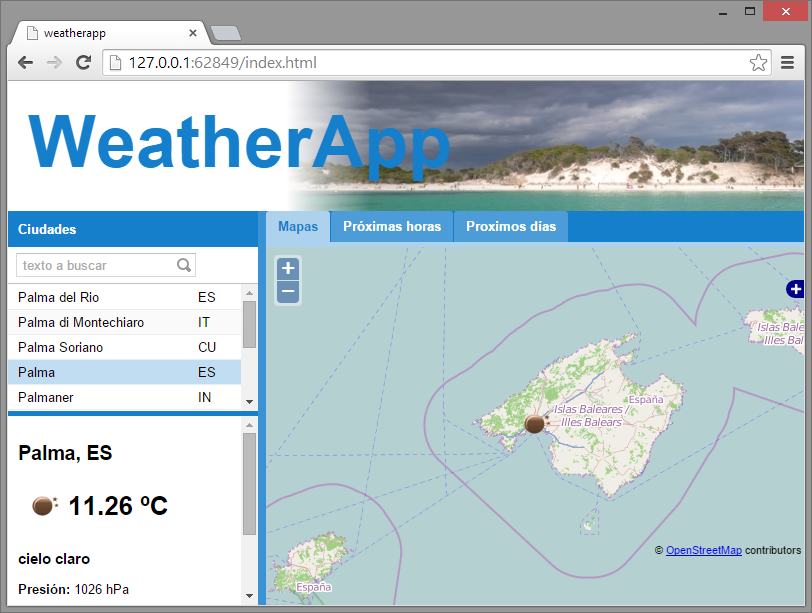 weatherapp
127.0.0.1:62849/index.html
WeatherApp
Ciudades
Mapas
Próximas horas
Proximos días
texto a buscar
Palma del Rio ES
Palma di Montechiaro IT
Palma Soriano CU
Palma ES
Palmaner IN
Palma, ES
11.26 ºC
cielo claro
Presión: 1026 hPa
+
−
+
Islas Bale
Illes Bal
España
Islas Baleares /
Illes Balears
España
© OpenStreetMap contributors